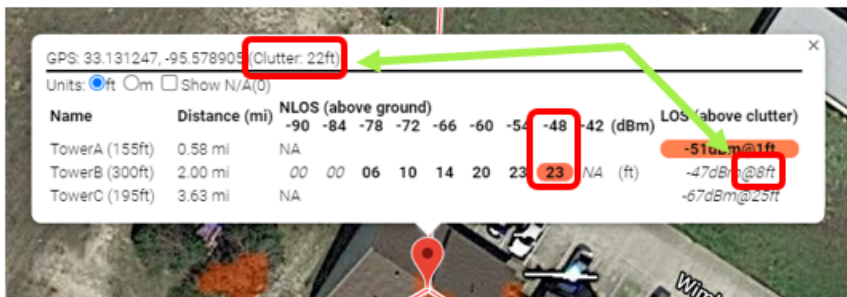 GPS: 33.131247, -95.578905 (Clutter: 22ft)
×
Units: ft m Show N/A(0)
Name Distance (mi) NLOS (above ground) LOS (above clutter)
-90 -84 -78 -72 -66 -60 -54 -48 -42 (dBm)
TowerA (155ft) 0.58 mi NA -51dBm@1ft
TowerB (300ft) 2.00 mi 00 00 06 10 14 20 23 23 NA (ft) -47dBm@8ft
TowerC (195ft) 3.63 mi NA -67dBm@25ft